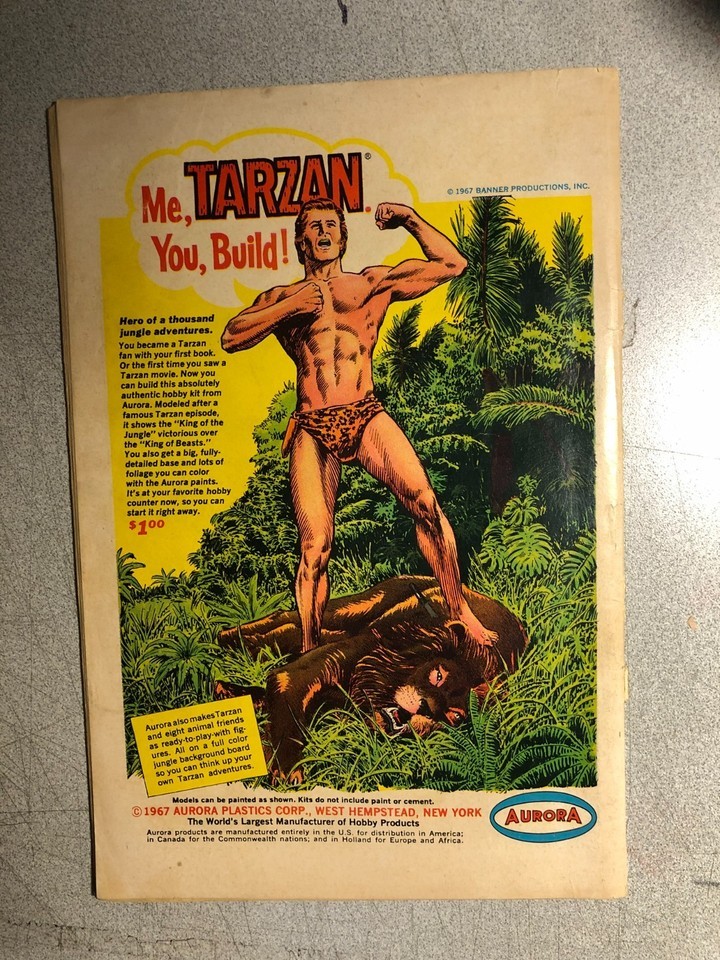 Me, TARZAN®.
You, Build!
© 1967 BANNER PRODUCTIONS, INC.
Hero of a thousand
jungle adventures.
You became a Tarzan
fan with your first book.
Or the first time you saw a
Tarzan movie. Now you
can build this absolutely
authentic hobby kit from
Aurora. Modeled after a
famous Tarzan episode,
it shows the "King of the
Jungle" victorious over
the "King of Beasts."
You also get a big, fully-
detailed base and lots of
foliage you can color
with the Aurora paints.
It's at your favorite hobby
counter now, so you can
start it right away.
$100
Aurora also makes Tarzan
and eight animal friends
as ready-to-play-with fig-
ures. All on a full color
jungle background board
so you can think up your
own Tarzan adventures.
Models can be painted as shown. Kits do not include paint or cement.
©1967 AURORA PLASTICS CORP., WEST HEMPSTEAD, NEW YORK
The World's Largest Manufacturer of Hobby Products
Aurora products are manufactured entirely in the U.S. for distribution in America;
in Canada for the Commonwealth nations; and in Holland for Europe and Africa.
AURORA